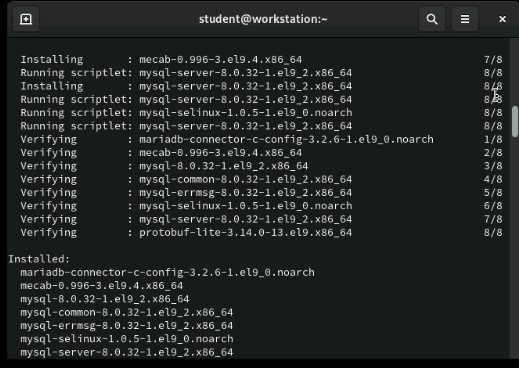 student@workstation:~
Installing : mecab-0.996-3.el9.4.x86_64 7/8
Running scriptlet: mysql-server-8.0.32-1.el9_2.x86_64 8/8
Installing : mysql-server-8.0.32-1.el9_2.x86_64 8/8
Running scriptlet: mysql-server-8.0.32-1.el9_2.x86_64 8/8
Running scriptlet: mysql-selinux-1.0.5-1.el9_0.noarch 8/8
Running scriptlet: mysql-server-8.0.32-1.el9_2.x86_64 8/8
Verifying : mariadb-connector-c-config-3.2.6-1.el9_0.noarch 1/8
Verifying : mecab-0.996-3.el9.4.x86_64 2/8
Verifying : mysql-8.0.32-1.el9_2.x86_64 3/8
Verifying : mysql-common-8.0.32-1.el9_2.x86_64 4/8
Verifying : mysql-errmsg-8.0.32-1.el9_2.x86_64 5/8
Verifying : mysql-selinux-1.0.5-1.el9_0.noarch 6/8
Verifying : mysql-server-8.0.32-1.el9_2.x86_64 7/8
Verifying : protobuf-lite-3.14.0-13.el9.x86_64 8/8
Installed:
mariadb-connector-c-config-3.2.6-1.el9_0.noarch
mecab-0.996-3.el9.4.x86_64
mysql-8.0.32-1.el9_2.x86_64
mysql-common-8.0.32-1.el9_2.x86_64
mysql-errmsg-8.0.32-1.el9_2.x86_64
mysql-selinux-1.0.5-1.el9_0.noarch
mysql-server-8.0.32-1.el9_2.x86_64